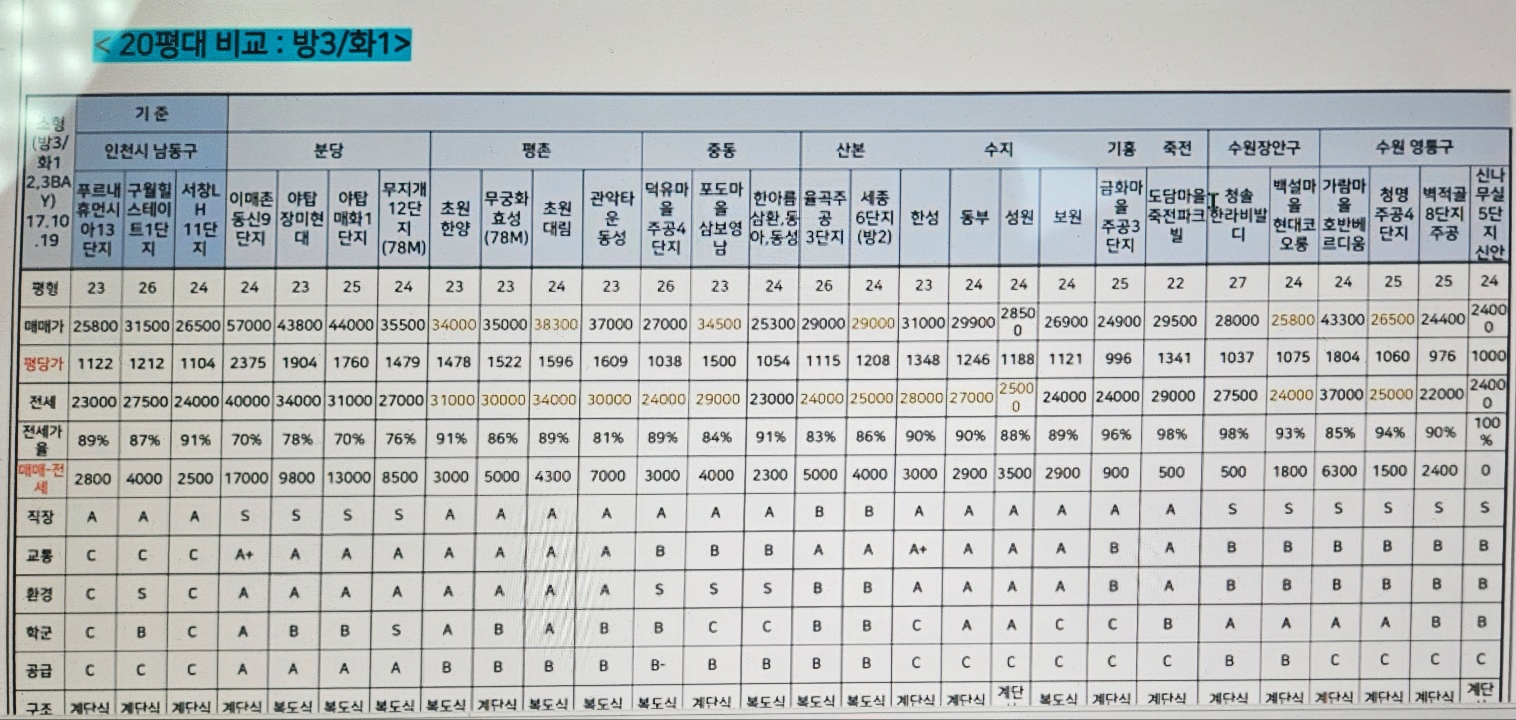 < 20평대 비교 : 방3/화1>
소형(방3/화1 2,3BAY) 17.10.19 기 준
인천시 남동구 분당 평촌 중동 산본 수지 기흥 죽전 수원장안구 수원 영통구
푸르내휴먼시아13단지 구월힐스테이트1단지 서창LH 11단지 이매촌 동신9단지 야탑 장미현대 야탑 매화1단지 무지개 12단지 (78M) 초원 한양 무궁화 효성 (78M) 초원 대림 관악타운 동성 덕유마을 주공4단지 포도마을 삼보영남 한아름 삼환,동아,동성 율곡주공 3단지 세종 6단지 (방2) 한성 동부 성원 보원 금화마을 주공3단지 도담마을 죽전파크빌 청솔 한라비발디 백설마을 현대코오롱 가람마을 호반베르디움 청명 주공4단지 벽적골 8단지 주공 신나무실 5단지 신안
평형 23 26 24 24 23 25 24 23 23 24 23 26 23 24 26 24 23 24 24 24 25 22 27 24 24 25 25 24
매매가 25800 31500 26500 57000 43800 44000 35500 34000 35000 38300 37000 27000 34500 25300 29000 29000 31000 29900 28500 26900 24900 29500 28000 25800 43300 26500 24400 24000
평당가 1122 1212 1104 2375 1904 1760 1479 1478 1522 1596 1609 1038 1500 1054 1115 1208 1348 1246 1188 1121 996 1341 1037 1075 1804 1060 976 1000
전세 23000 27500 24000 40000 34000 31000 27000 31000 30000 34000 30000 24000 29000 23000 24000 25000 28000 27000 25000 24000 24000 29000 27500 24000 37000 25000 22000 24000
전세가율 89% 87% 91% 70% 78% 70% 76% 91% 86% 89% 81% 89% 84% 91% 83% 86% 90% 90% 88% 89% 96% 98% 98% 93% 85% 94% 90% 100%
매매-전세 2800 4000 2500 17000 9800 13000 8500 3000 5000 4300 7000 3000 4000 2300 5000 4000 3000 2900 3500 2900 900 500 500 1800 6300 1500 2400 0
직장 A A A S S S S A A A A A A A B B A A A A A A S S S S S S
교통 C C C A+ A A A A A A A B B B A A A+ A A A B A B B B B B B
환경 C S C A A A A A A A A S S S B B A A A A B A B B B B B B
학군 C B C A B B S A B A B B C C B B C A A C C B A A A A B B
공급 C C C A A A A B B B B B- B B B B C C C C C C B B C C C C
구조 계단식 계단식 계단식 계단식 복도식 복도식 복도식 복도식 계단식 복도식 복도식 복도식 계단식 복도식 복도식 복도식 계단식 계단식 계단 복도식 계단식 계단식 계단식 계단식 계단식 계단식 계단식 계단